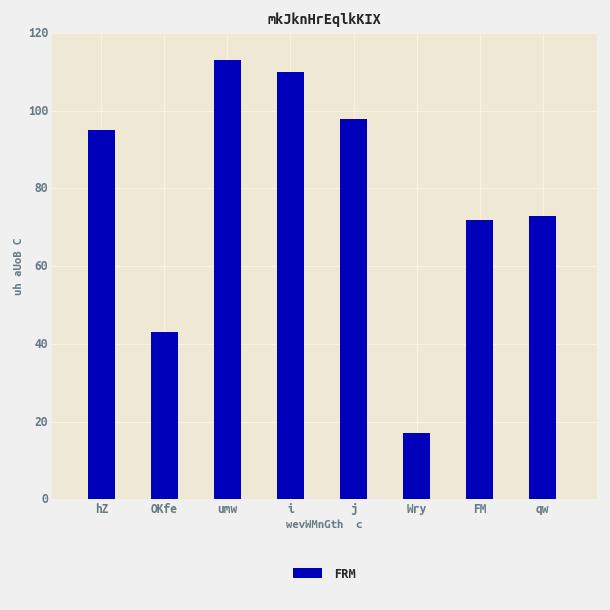 mkJknHrEqlkKIX
120
100
80
60
40
20
0
uh aUoB C
hZ OKfe umw i j Wry FM qw
wevWMnGth  c
FRM